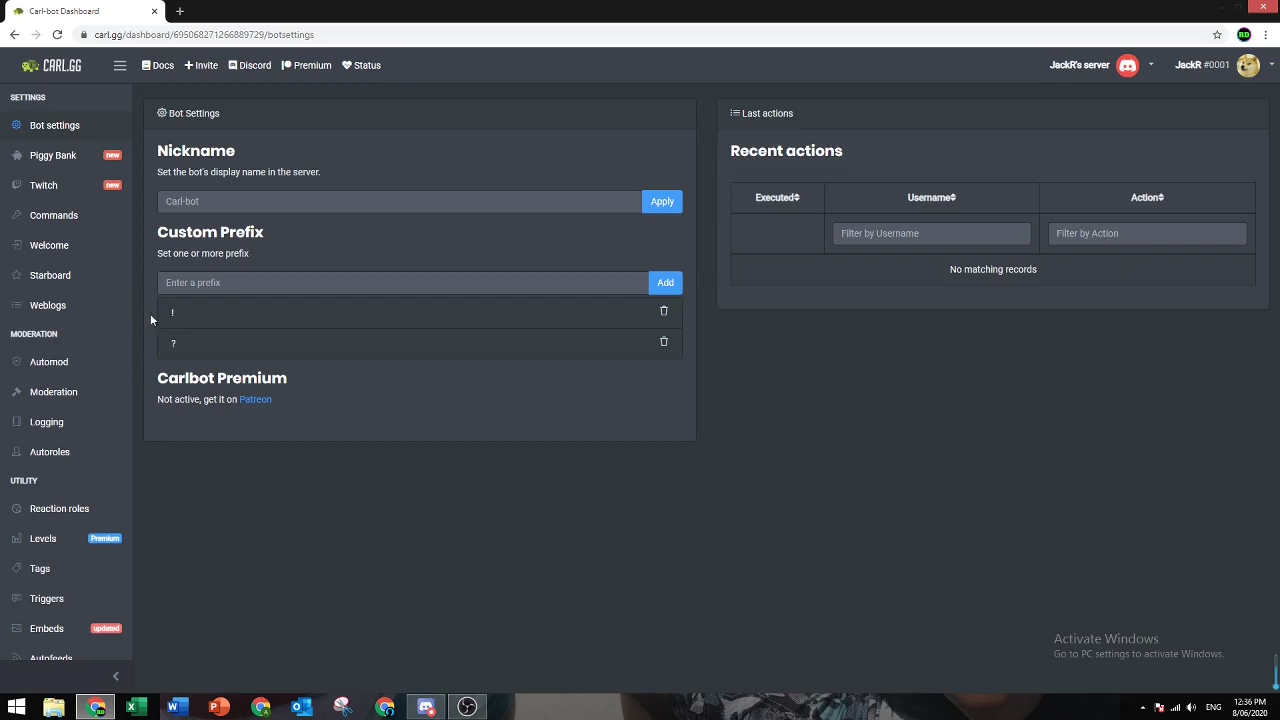 Carl-bot Dashboard
carl.gg/dashboard/695068271266889729/botsettings
RD
CARL.GG
Docs
Invite
Discord
Premium
Status
JackR's server
JackR #0001
SETTINGS
Bot settings
Piggy Bank new
Twitch new
Commands
Welcome
Starboard
Weblogs
MODERATION
Automod
Moderation
Logging
Autoroles
UTILITY
Reaction roles
Levels Premium
Tags
Triggers
Embeds updated
Autofeeds
Bot Settings
Nickname
Set the bot's display name in the server.
Carl-bot Apply
Custom Prefix
Set one or more prefix
Enter a prefix Add
!
?
Carlbot Premium
Not active, get it on Patreon
Last actions
Recent actions
Executed Username Action
Filter by Username Filter by Action
No matching records
Activate Windows
Go to PC settings to activate Windows.
ENG
12:36 PM
8/06/2020